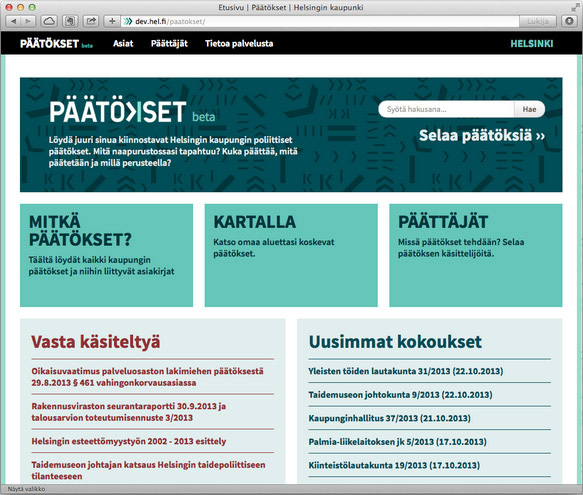 Etusivu | Päätökset | Helsingin kaupunki
dev.hel.fi/paatokset/
Lukija
PÄÄTÖKSET beta
Asiat
Päättäjät
Tietoa palvelusta
HELSINKI
PÄÄTÖKSET beta
Löydä juuri sinua kiinnostavat Helsingin kaupungin poliittiset
päätökset. Mitä naapurustossasi tapahtuu? Kuka päättää, mitä
päätetään ja millä perusteella?
Syötä hakusana...
Hae
Selaa päätöksiä ››
MITKÄ
PÄÄTÖKSET?
Täältä löydät kaikki kaupungin
päätökset ja niihin liittyvät asiakirjat
KARTALLA
Katso omaa aluettasi koskevat
päätökset.
PÄÄTTÄJÄT
Missä päätökset tehdään? Selaa
päätöksen käsittelijöitä.
Vasta käsiteltyä
Oikaisuvaatimus palveluosaston lakimiehen päätöksestä
29.8.2013 § 461 vahingonkorvausasiassa
Rakennusviraston seurantaraportti 30.9.2013 ja
talousarvion toteutumisennuste 3/2013
Helsingin esteettömyystyön 2002 - 2013 esittely
Taidemuseon johtajan katsaus Helsingin taidepoliittiseen
tilanteeseen
Uusimmat kokoukset
Yleisten töiden lautakunta 31/2013 (22.10.2013)
Taidemuseon johtokunta 9/2013 (22.10.2013)
Kaupunginhallitus 37/2013 (21.10.2013)
Palmia-liikelaitoksen jk 5/2013 (17.10.2013)
Kiinteistölautakunta 19/2013 (17.10.2013)
Näytä valikko